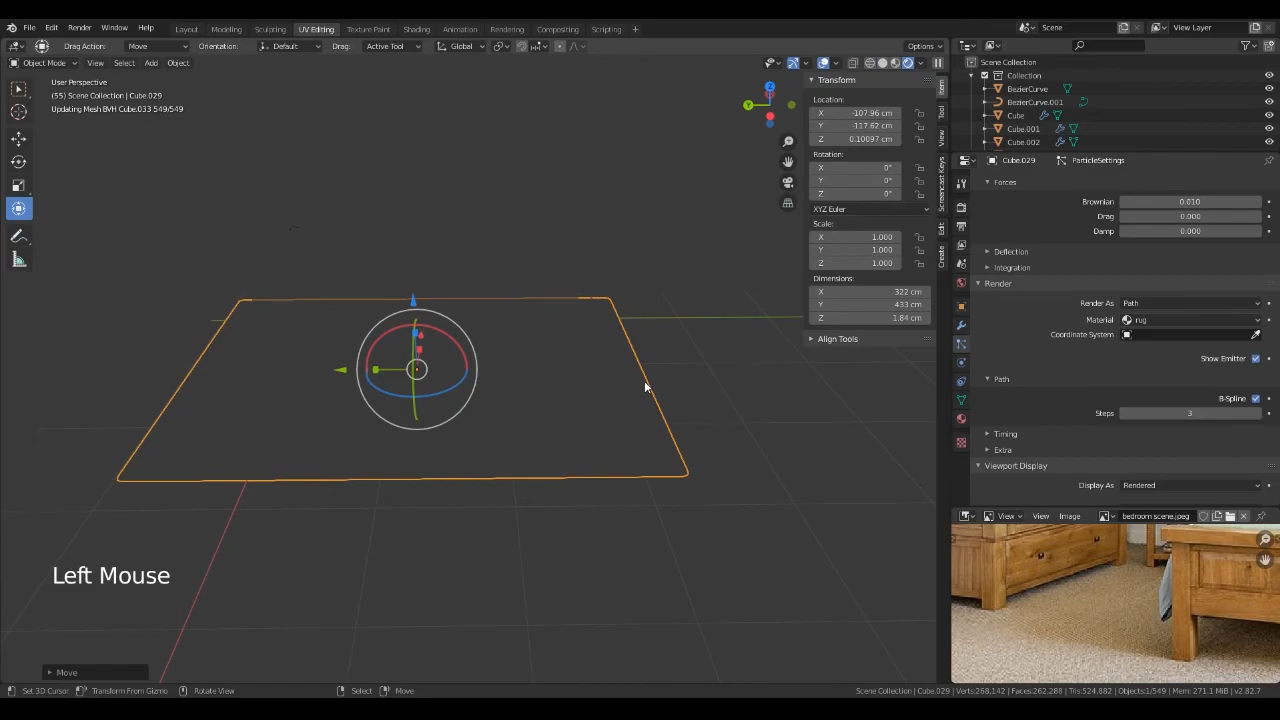 File Edit Render Window Help Layout Modeling Sculpting UV Editing Texture Paint Shading Animation Rendering Compositing Scripting + Scene View Layer
Drag Action: Move Orientation: Default Drag: Active Tool Global Options
Object Mode View Select Add Object
User Perspective
(55) Scene Collection | Cube.029
Updating Mesh BVH Cube.033 549/549
Z
Y
Transform
Location:
X -107.96 cm
Y -117.62 cm
Z 0.10097 cm
Rotation:
X 0°
Y 0°
Z 0°
XYZ Euler
Scale:
X 1.000
Y 1.000
Z 1.000
Dimensions:
X 322 cm
Y 433 cm
Z 1.84 cm
Align Tools
Item
Tool
View
Screencast Keys
Edit
Create
Scene Collection
Collection
BezierCurve
BezierCurve.001
Cube
Cube.001
Cube.002
Cube.029 ParticleSettings
Forces
Brownian 0.010
Drag 0.000
Damp 0.000
Deflection
Integration
Render
Render As Path
Material rug
Coordinate System
Show Emitter
Path
B-Spline
Steps 3
Timing
Extra
Viewport Display
Display As Rendered
View View Image bedroom scene.jpeg
Left Mouse
Move
Set 3D Cursor Transform From Gizmo Rotate View Select Move Scene Collection | Cube.029 | Verts:268,142 | Faces:262,288 | Tris:524,882 | Objects:1/549 | Mem: 271.1 MiB | v2.82.7